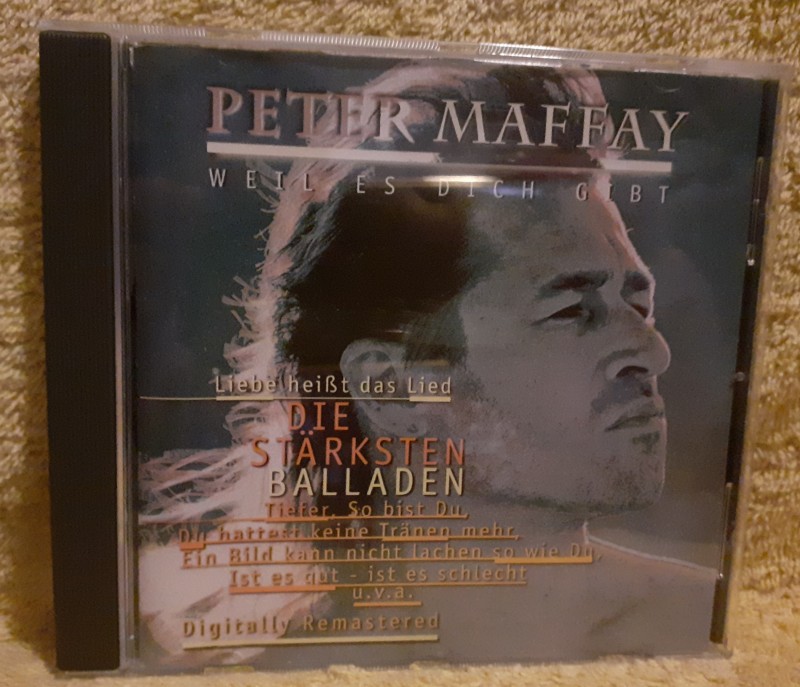 PETER MAFFAY
WEIL ES DICH GIBT
Liebe heißt das Lied
DIE
STÄRKSTEN
BALLADEN
Tiefer, So bist Du,
Du hattest keine Tränen mehr,
Ein Bild kann nicht lachen so wie Du,
Ist es gut - ist es schlecht
u.v.a.
Digitally Remastered